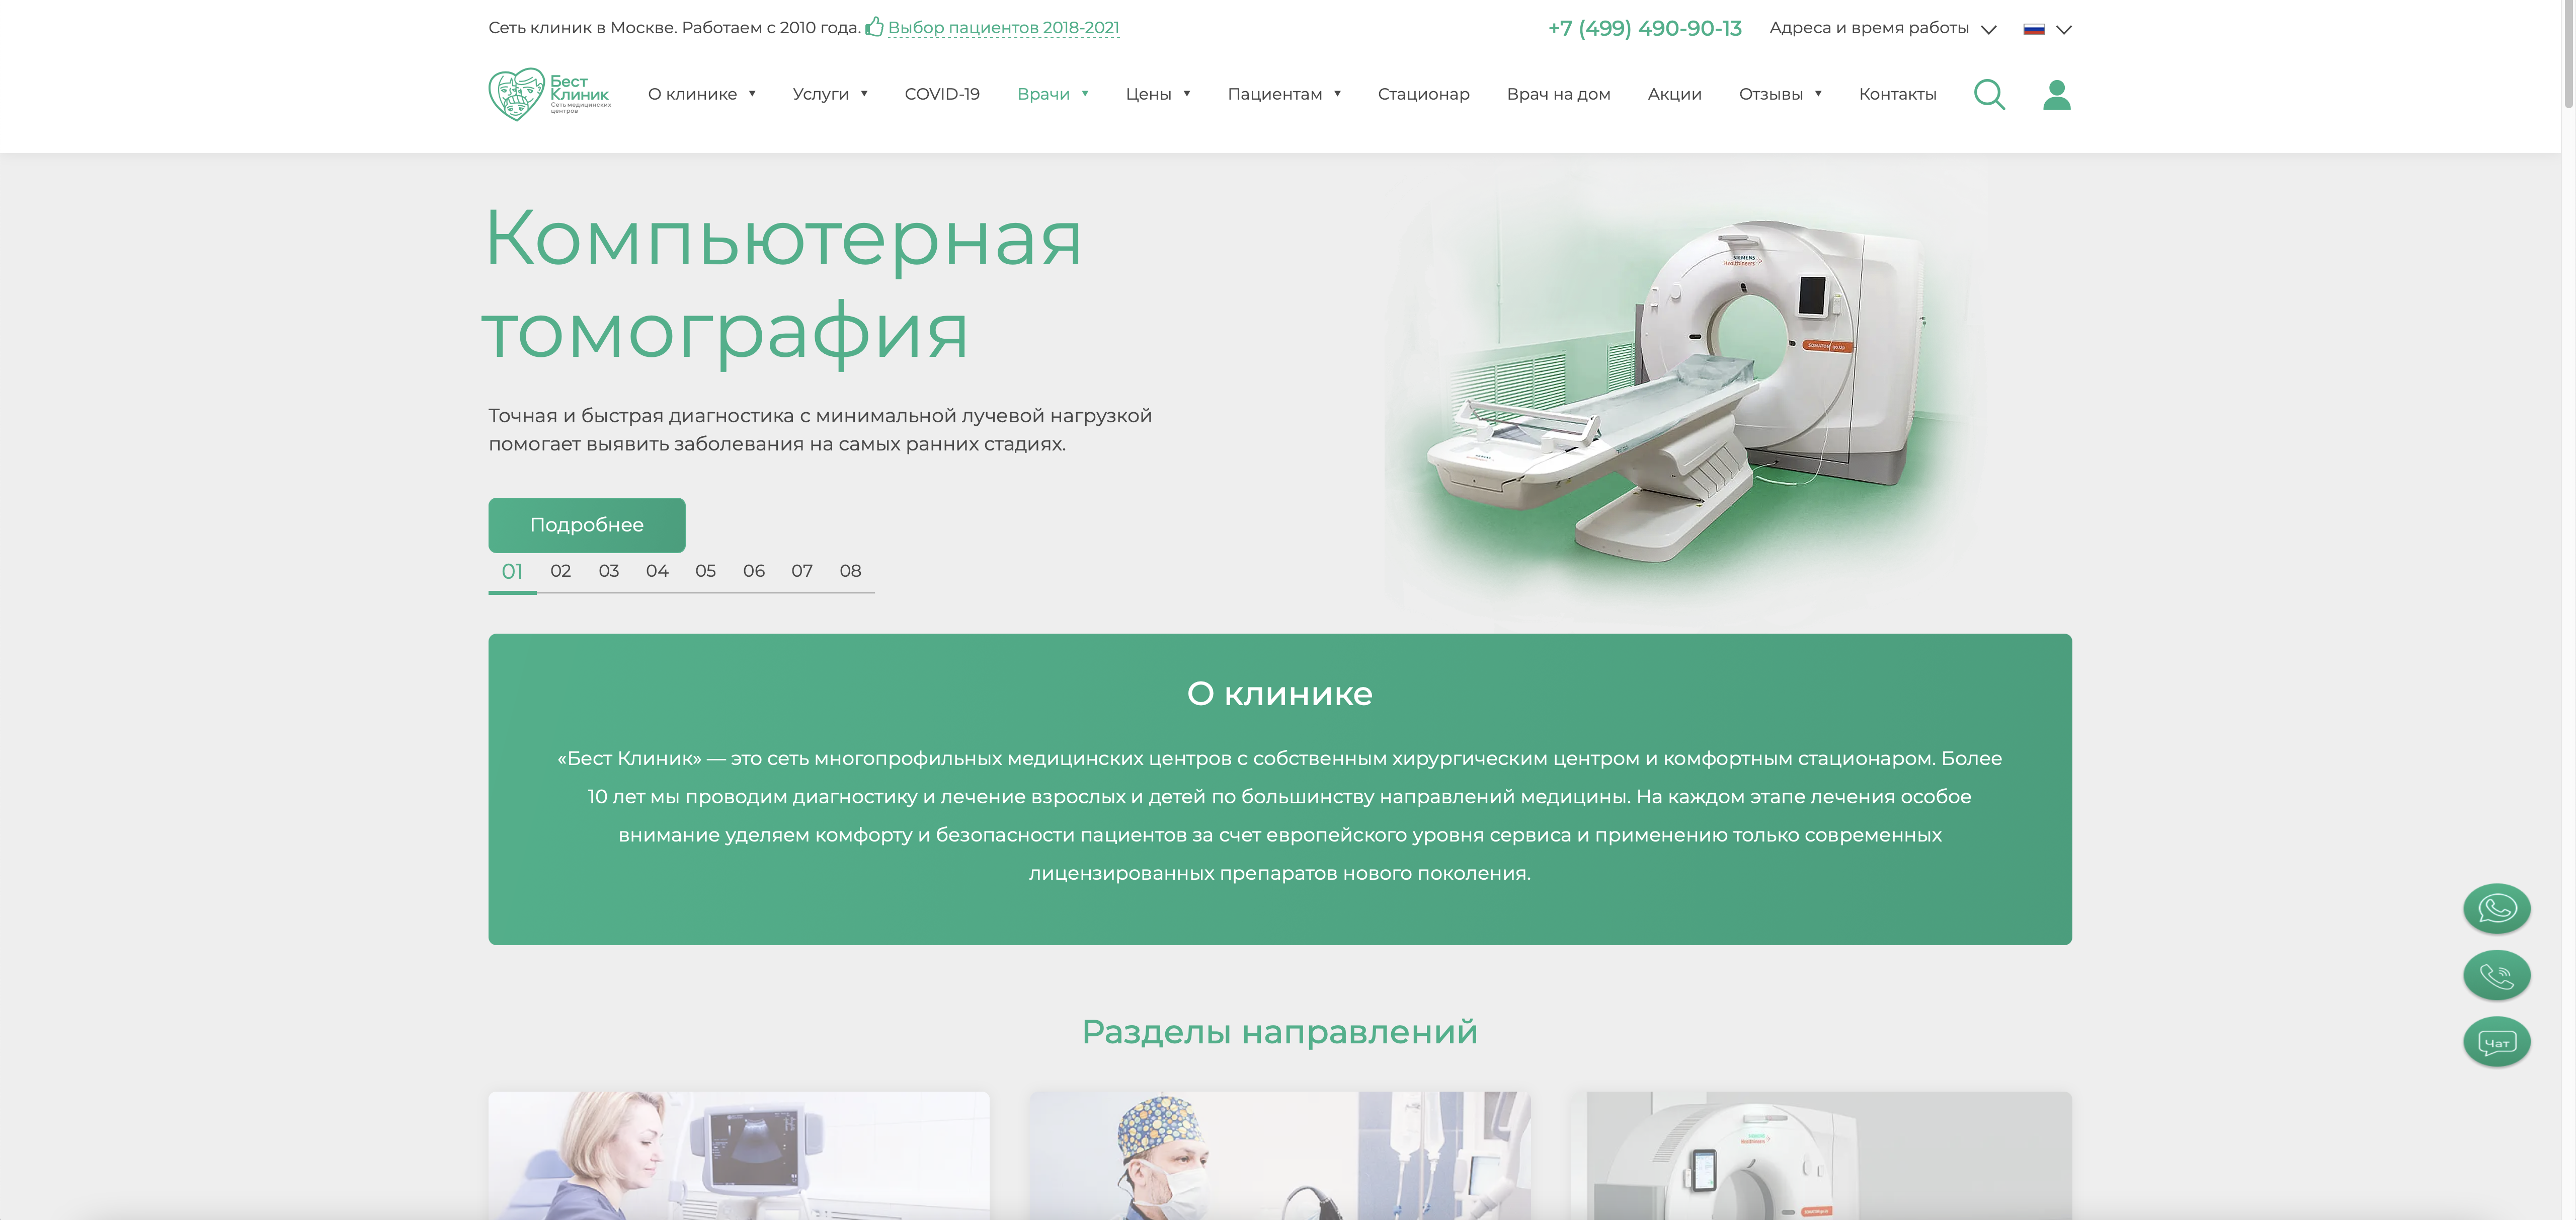 Сеть клиник в Москве. Работаем с 2010 года. Выбор пациентов 2018-2021
+7 (499) 490-90-13 Адреса и время работы
Бест
Клиник
Сеть медицинских
центров
О клинике Услуги COVID-19 Врачи Цены Пациентам Стационар Врач на дом Акции Отзывы Контакты
Компьютерная
томография
SIEMENS
Healthineers
SOMATOM go.Up
Точная и быстрая диагностика с минимальной лучевой нагрузкой
помогает выявить заболевания на самых ранних стадиях.
Подробнее
01 02 03 04 05 06 07 08
О клинике
«Бест Клиник» — это сеть многопрофильных медицинских центров с собственным хирургическим центром и комфортным стационаром. Более
10 лет мы проводим диагностику и лечение взрослых и детей по большинству направлений медицины. На каждом этапе лечения особое
внимание уделяем комфорту и безопасности пациентов за счет европейского уровня сервиса и применению только современных
лицензированных препаратов нового поколения.
Чат
Разделы направлений